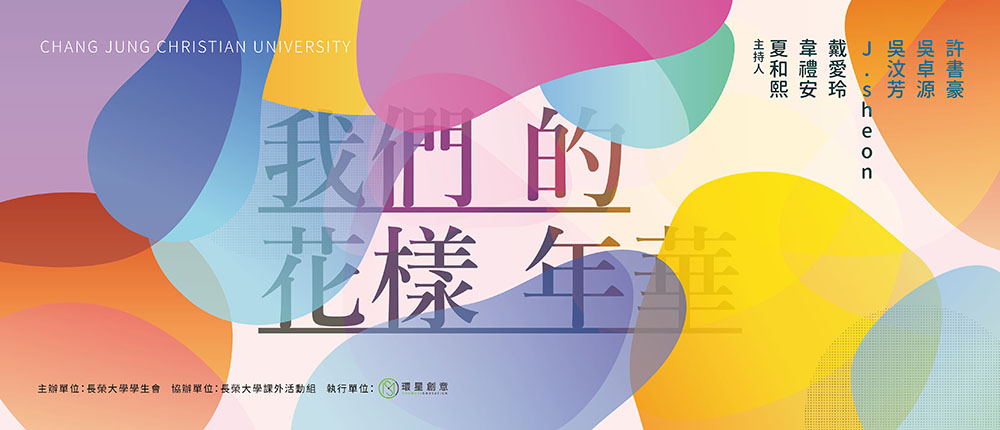 CHANG JUNG CHRISTIAN UNIVERSITY
許書豪
吳卓源
吳汶芳
J.sheon
戴愛玲
韋禮安
夏和熙
主持人
我們 的
花樣 年華
主辦單位:長榮大學學生會 協辦單位:長榮大學課外活動組 執行單位: 環星創意